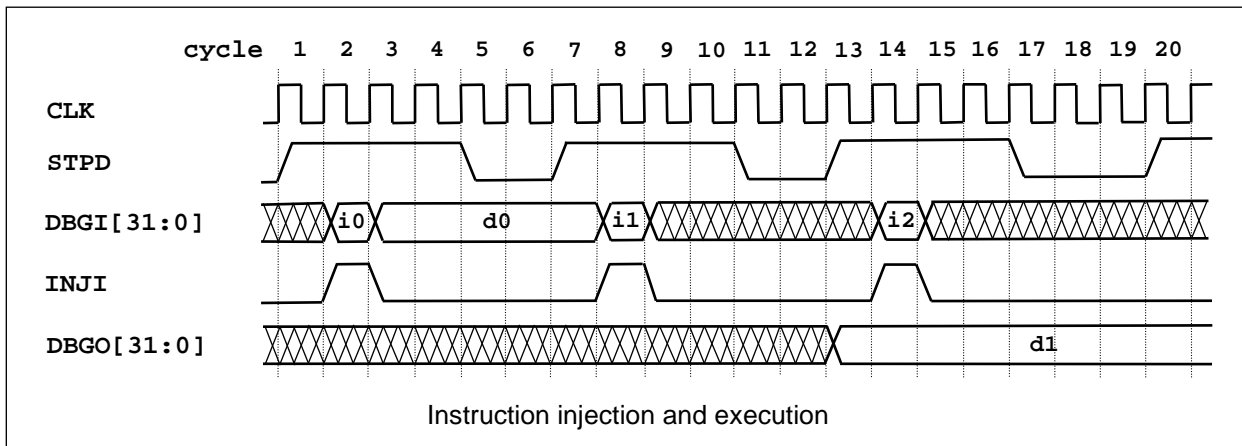 cycle 1 2 3 4 5 6 7 8 9 10 11 12 13 14 15 16 17 18 19 20
CLK
STPD
DBGI[31:0] i0 d0 i1 i2
INJI
DBGO[31:0] d1
Instruction injection and execution